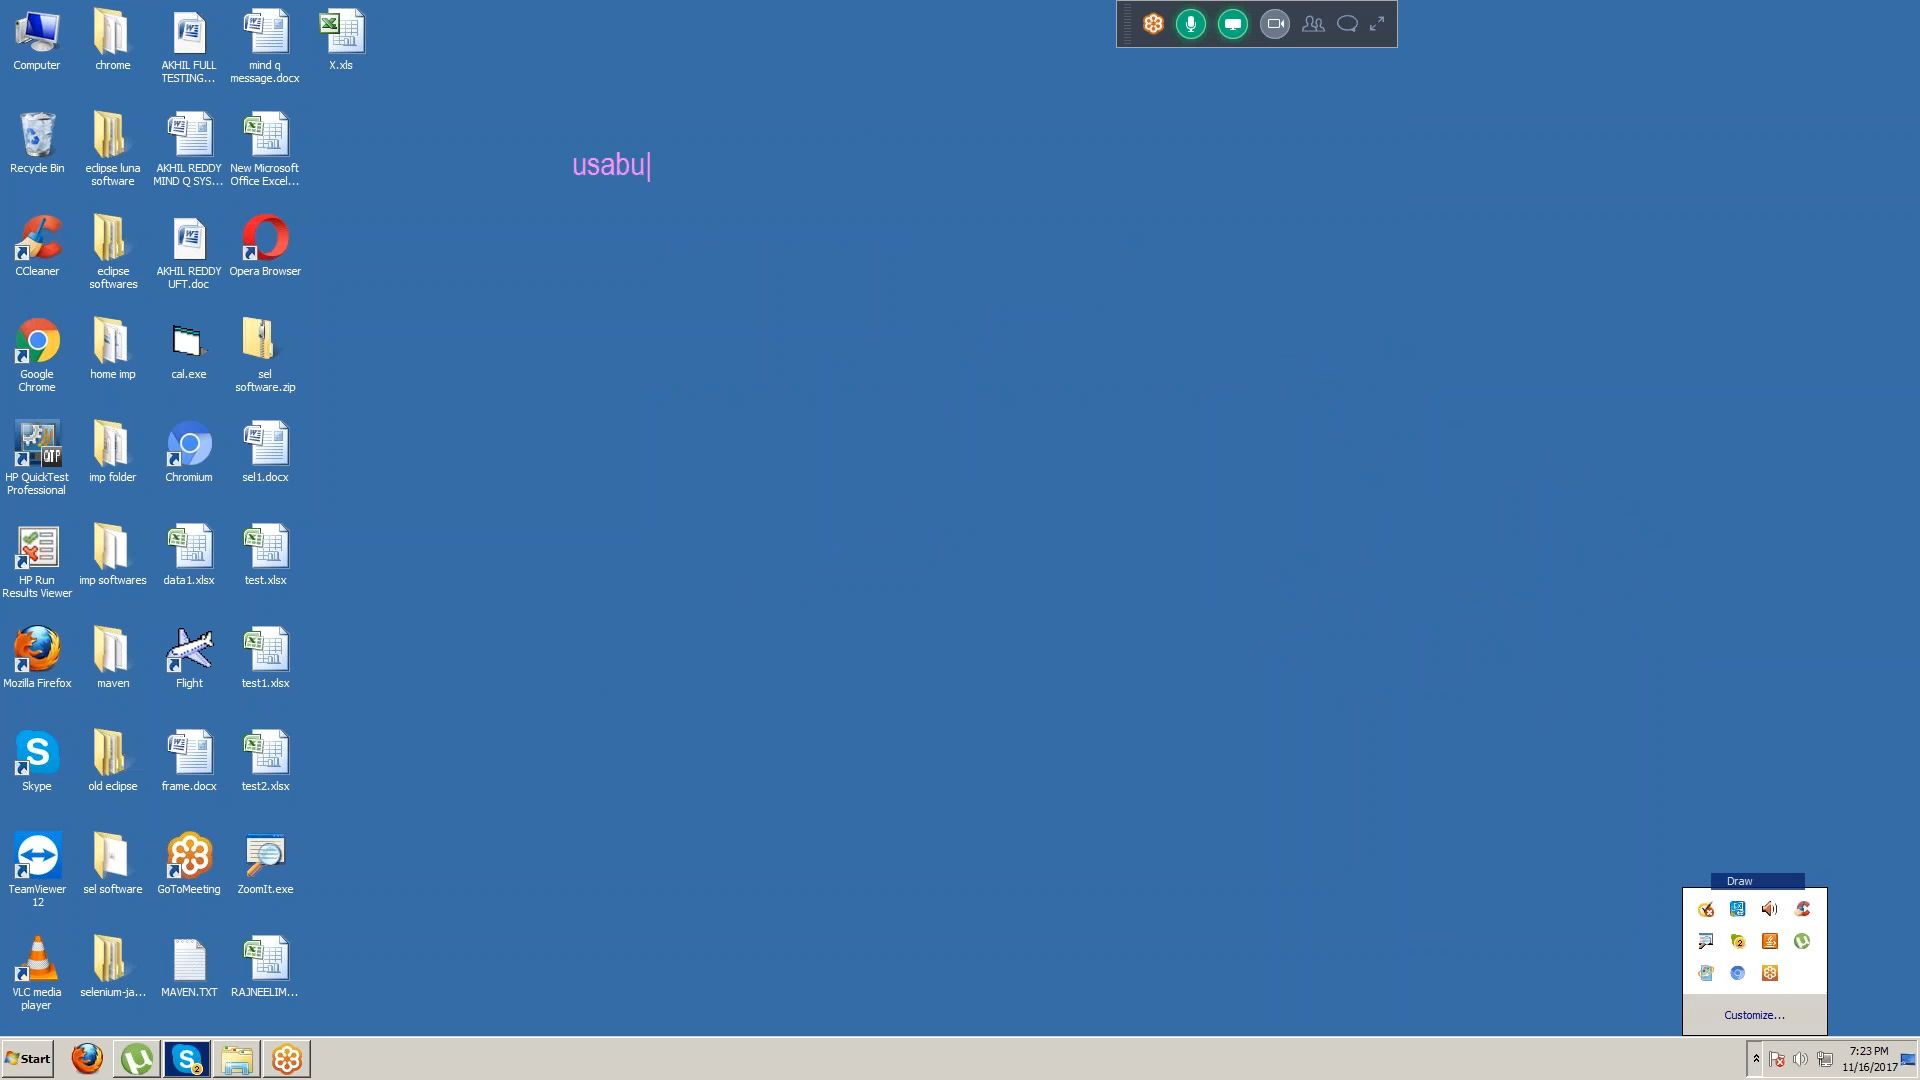 Computer
chrome
AKHIL FULL
TESTING...
mind q
message.docx
X.xls
usabu
Recycle Bin
eclipse luna
software
AKHIL REDDY
MIND Q SYS...
New Microsoft
Office Excel...
CCleaner
eclipse
softwares
AKHIL REDDY
UFT.doc
Opera Browser
Google
Chrome
home imp
cal.exe
sel
software.zip
QTP
HP QuickTest
Professional
imp folder
Chromium
sel1.docx
HP Run
Results Viewer
imp softwares
data1.xlsx
test.xlsx
Mozilla Firefox
maven
Flight
test1.xlsx
Skype
old eclipse
frame.docx
test2.xlsx
TeamViewer
12
sel software
GoToMeeting
ZoomIt.exe
VLC media
player
selenium-ja...
MAVEN.TXT
RAJNEELIM...
Draw
Customize...
Start
7:23 PM
11/16/2017